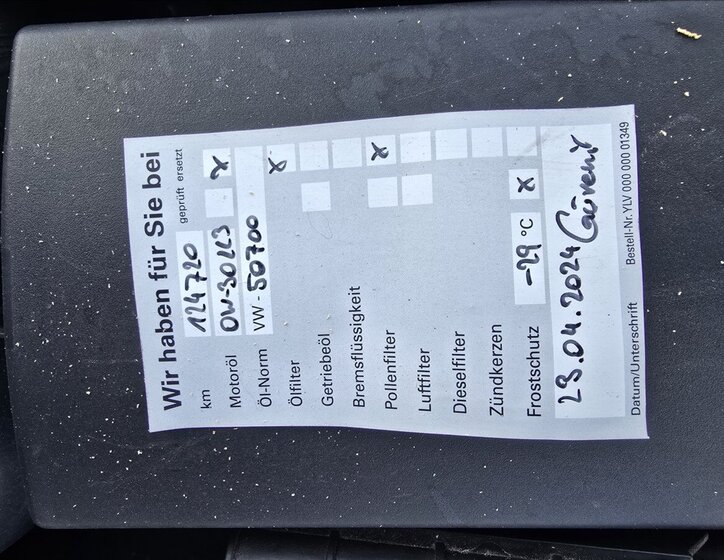 Wir haben für Sie bei
geprüft ersetzt
km 124720
Motoröl 0W-30LL3 x
Öl-Norm VW - 50700
Ölfilter x
Getriebeöl
Bremsflüssigkeit
Pollenfilter x
Luftfilter
Dieselfilter
Zündkerzen
Frostschutz -29 °C x
23.04.2024
Datum/Unterschrift Bestell-Nr. YLV 000 000 01349